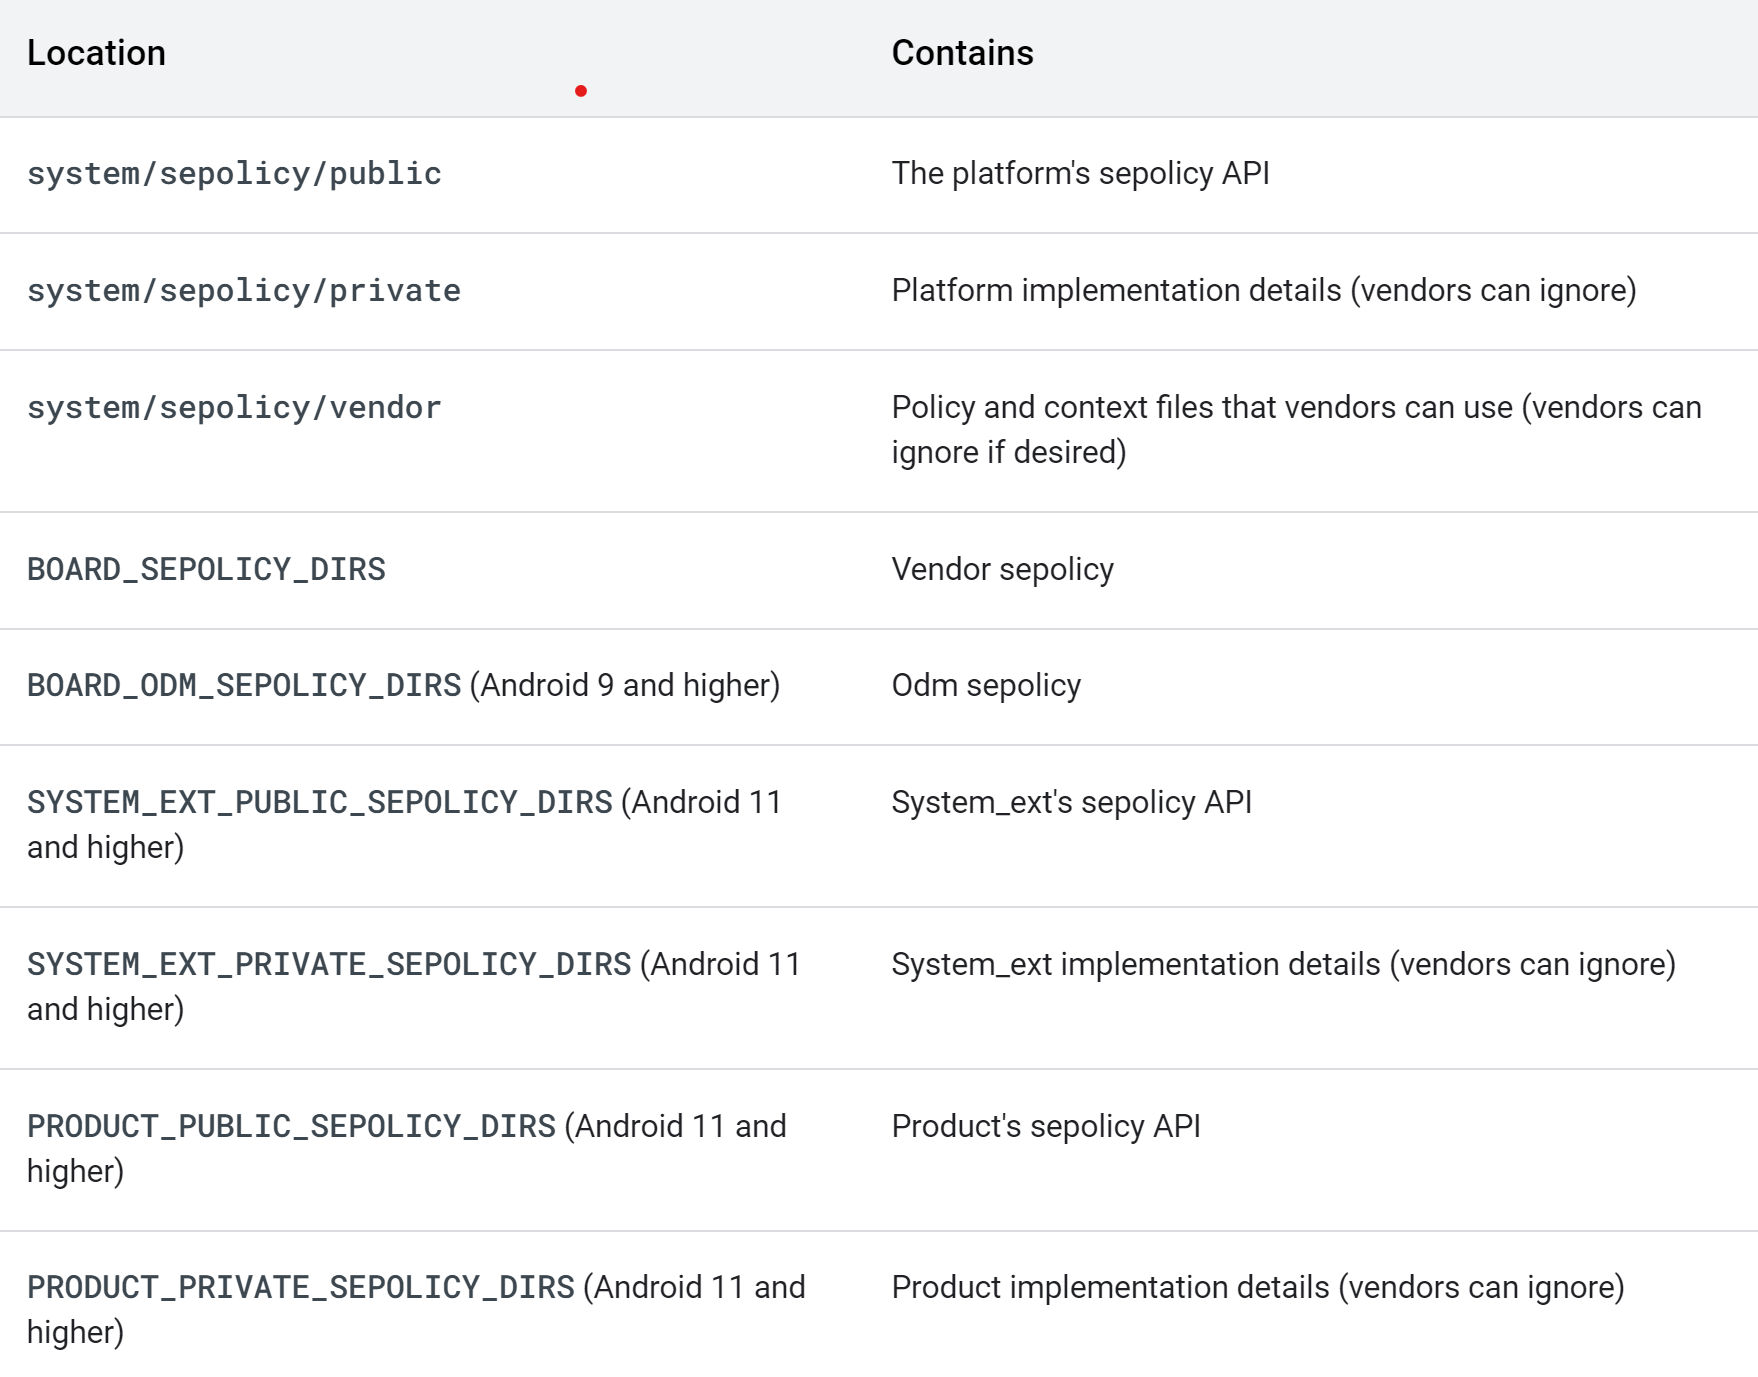 Location Contains
system/sepolicy/public The platform's sepolicy API
system/sepolicy/private Platform implementation details (vendors can ignore)
system/sepolicy/vendor Policy and context files that vendors can use (vendors can
ignore if desired)
BOARD_SEPOLICY_DIRS Vendor sepolicy
BOARD_ODM_SEPOLICY_DIRS (Android 9 and higher) Odm sepolicy
SYSTEM_EXT_PUBLIC_SEPOLICY_DIRS (Android 11 System_ext's sepolicy API
and higher)
SYSTEM_EXT_PRIVATE_SEPOLICY_DIRS (Android 11 System_ext implementation details (vendors can ignore)
and higher)
PRODUCT_PUBLIC_SEPOLICY_DIRS (Android 11 and Product's sepolicy API
higher)
PRODUCT_PRIVATE_SEPOLICY_DIRS (Android 11 and Product implementation details (vendors can ignore)
higher)